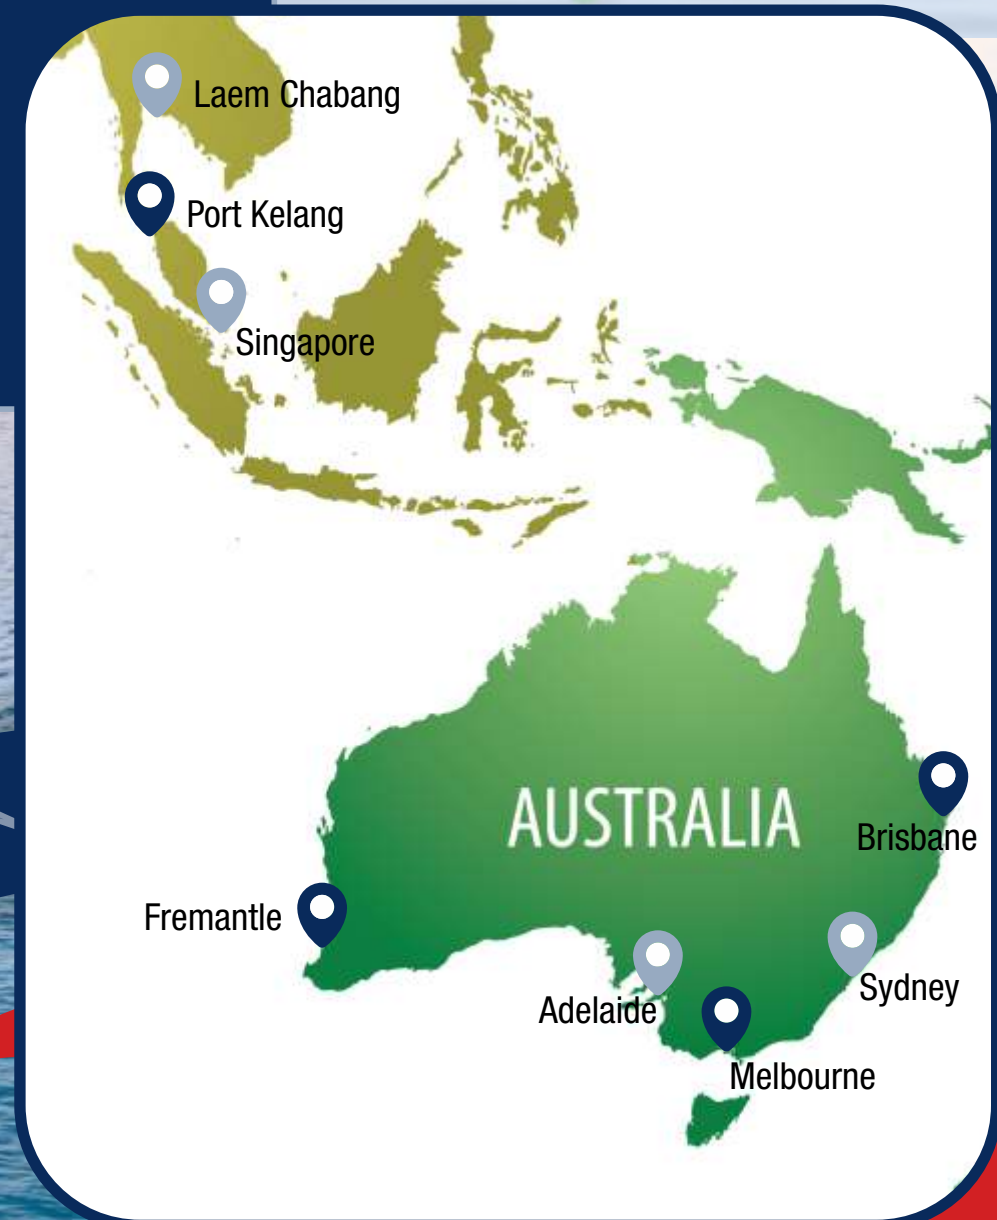 Laem Chabang
Port Kelang
Singapore
AUSTRALIA
Brisbane
Fremantle
Sydney
Adelaide
Melbourne